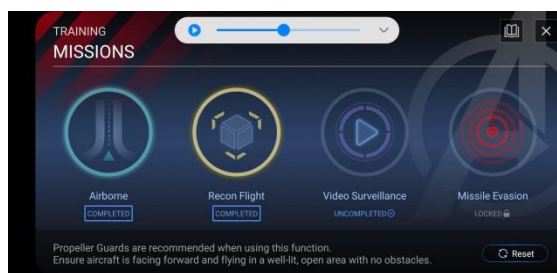 TRAINING
MISSIONS
Airborne
COMPLETED
Recon Flight
COMPLETED
Video Surveillance
UNCOMPLETED
Missile Evasion
LOCKED
Propeller Guards are recommended when using this function.
Ensure aircraft is facing forward and flying in a well-lit, open area with no obstacles.
Reset